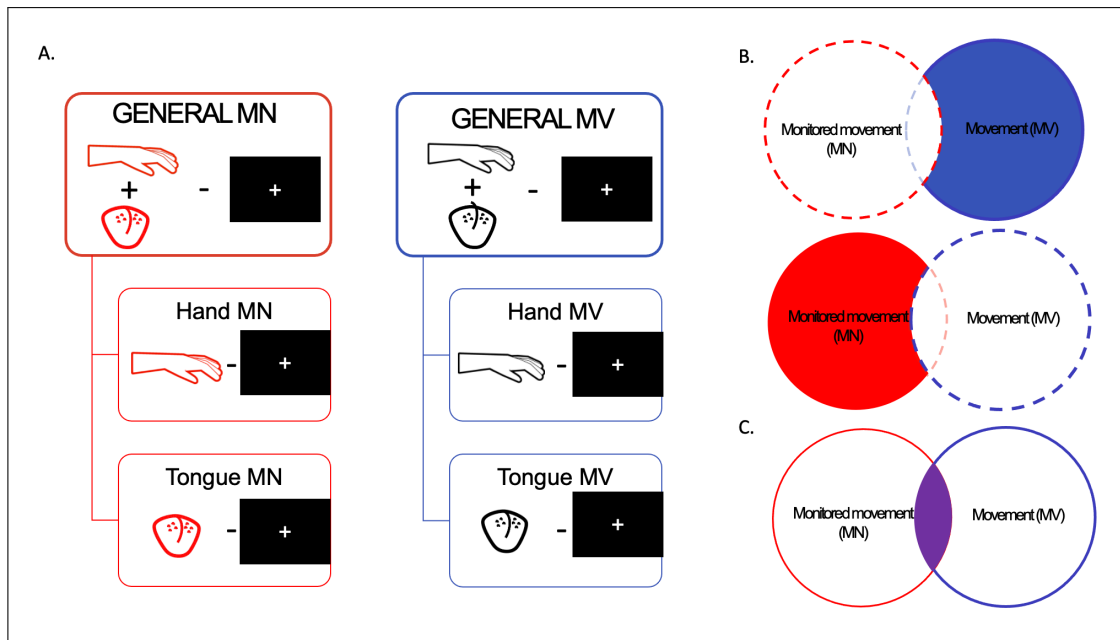 A.
GENERAL MN
+
-
+
Hand MN
-
+
Tongue MN
-
+
GENERAL MV
+
-
+
Hand MV
-
+
Tongue MV
-
+
B.
Monitored movement
(MN)
Movement (MV)
Monitored movement
(MN)
Movement (MV)
C.
Monitored movement
(MN)
Movement (MV)